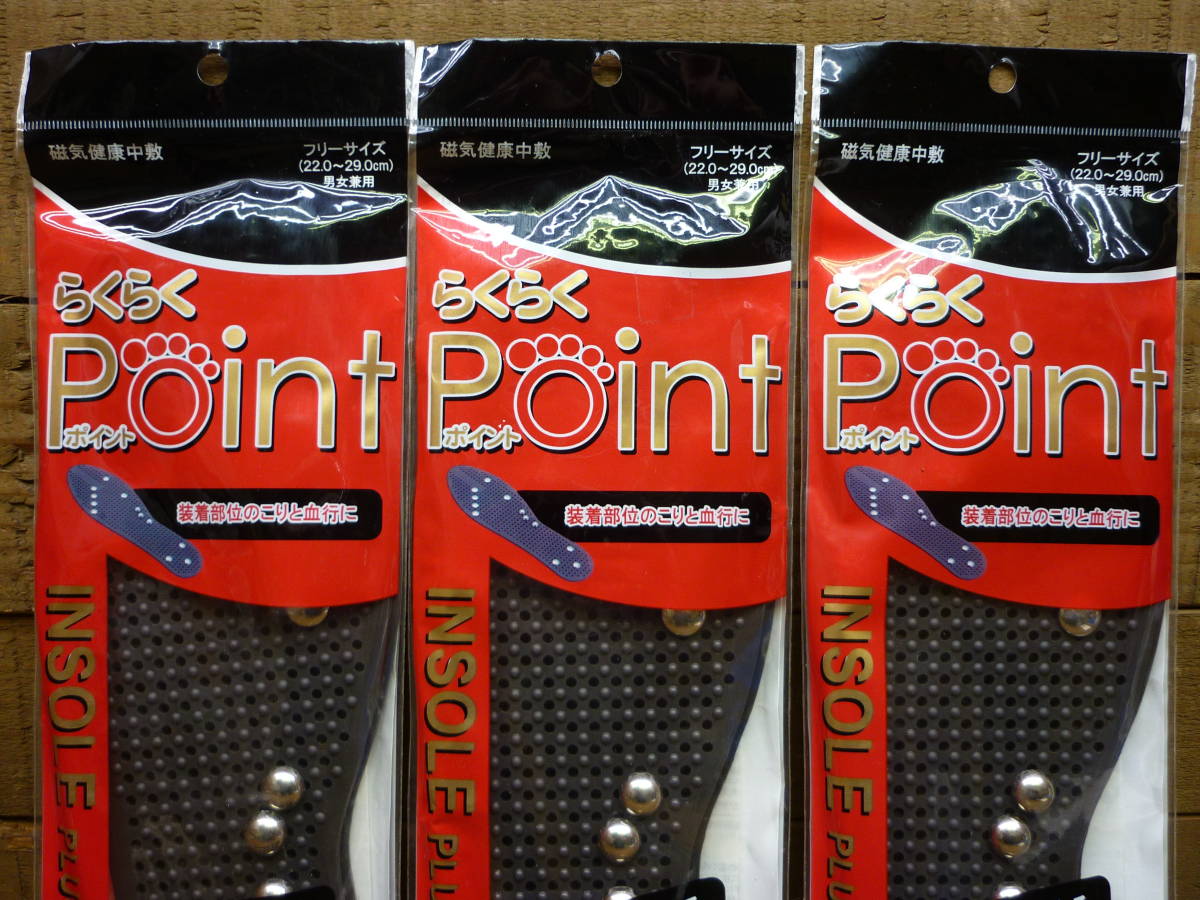 磁気健康中敷
フリーサイズ
(22.0～29.0cm)
男女兼用
らくらく
Point
ポイント
装着部位のこりと血行に
INSOLE PLU
磁気健康中敷
フリーサイズ
(22.0～29.0cm)
男女兼用
らくらく
Point
ポイント
装着部位のこりと血行に
INSOLE PLU
磁気健康中敷
フリーサイズ
(22.0～29.0cm)
男女兼用
らくらく
Point
ポイント
装着部位のこりと血行に
INSOLE PLU